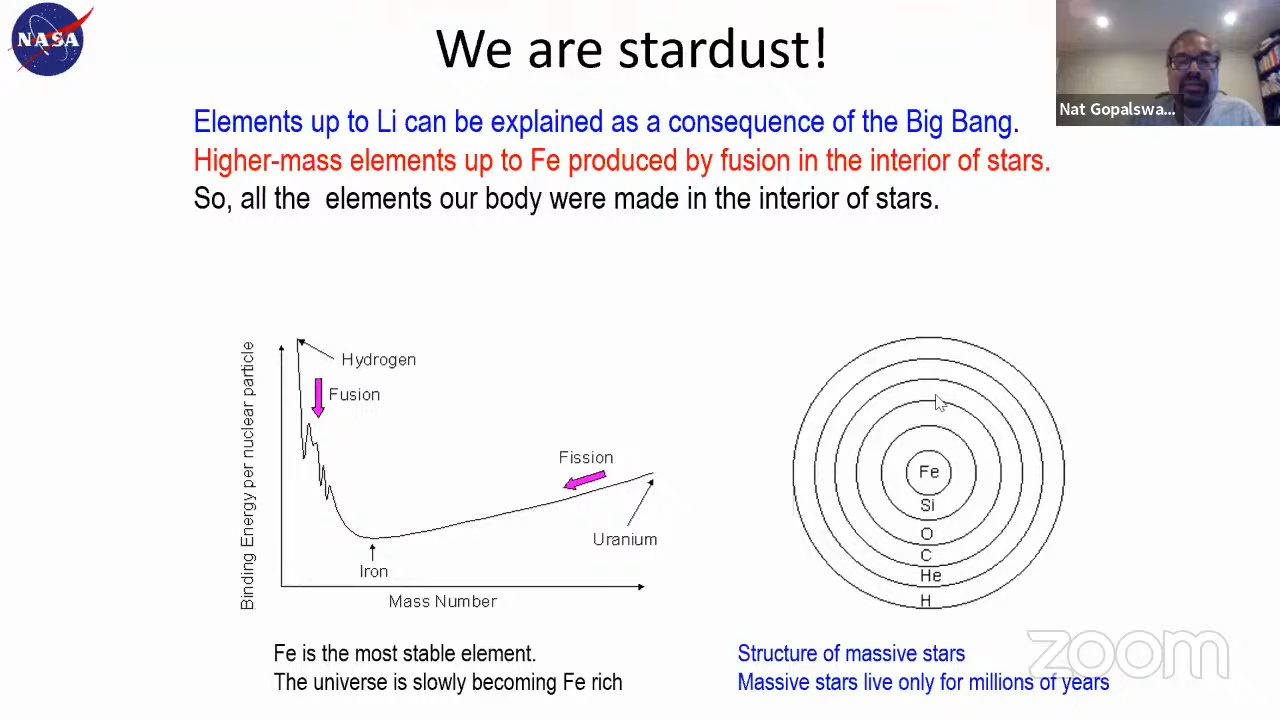 NASA
We are stardust!
Nat Gopalswa...
Elements up to Li can be explained as a consequence of the Big Bang.
Higher-mass elements up to Fe produced by fusion in the interior of stars.
So, all the elements our body were made in the interior of stars.
Binding Energy per nuclear particle
Hydrogen
Fusion
Fission
Uranium
Iron
Mass Number
Fe
Si
O
C
He
H
Fe is the most stable element.
The universe is slowly becoming Fe rich
Structure of massive stars
Massive stars live only for millions of years
zoom